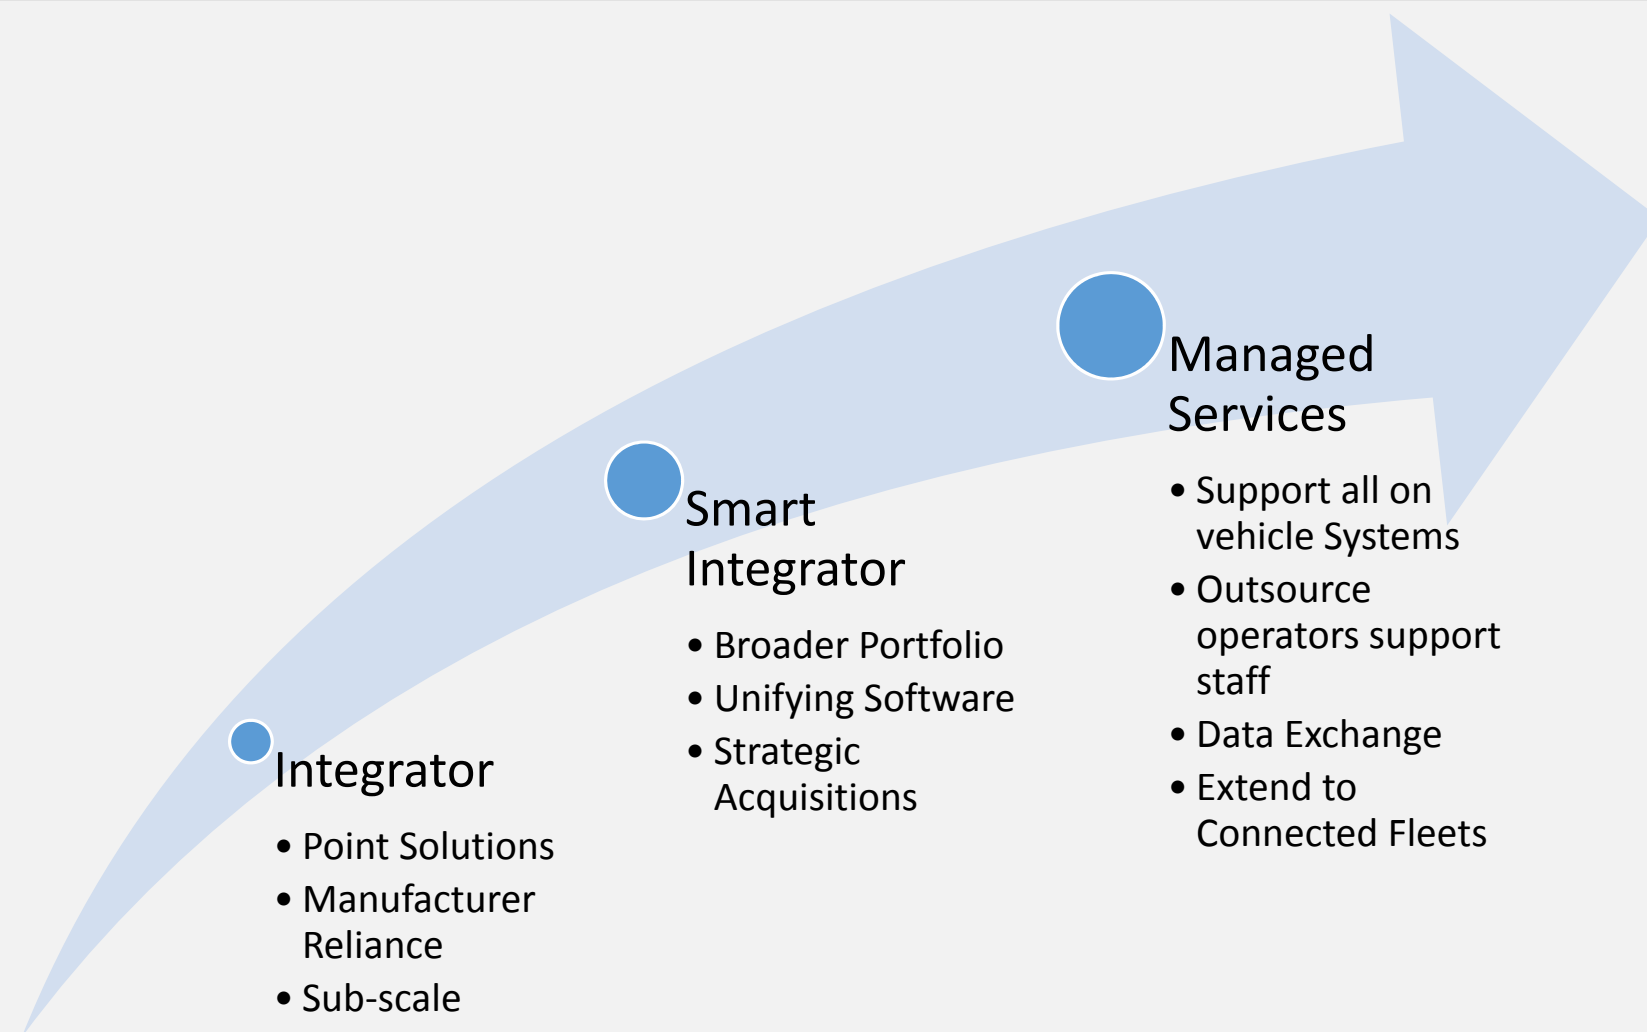 Integrator
• Point Solutions
• Manufacturer
Reliance
• Sub-scale
Smart
Integrator
• Broader Portfolio
• Unifying Software
• Strategic
Acquisitions
Managed
Services
• Support all on
vehicle Systems
• Outsource
operators support
staff
• Data Exchange
• Extend to
Connected Fleets